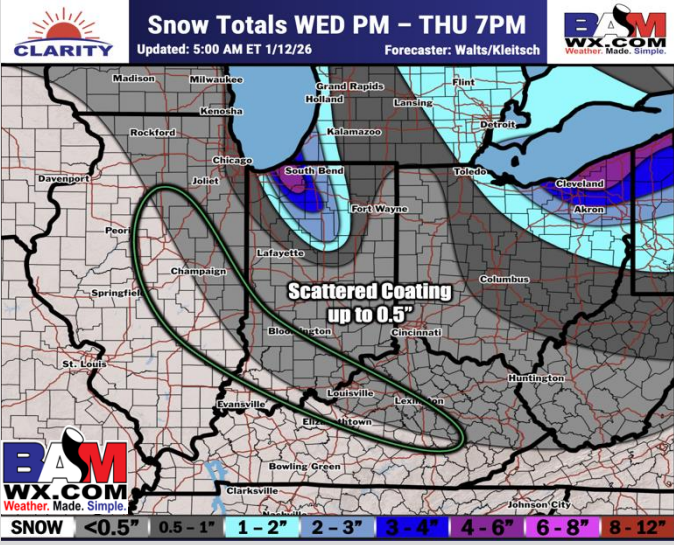 CLARITY
Snow Totals WED PM – THU 7PM
Updated: 5:00 AM ET 1/12/26
Forecaster: Walts/Kleitsch
BAM
WX.COM
Weather. Made. Simple.
Madison
Milwaukee
Grand Rapids
Flint
Holland
Lansing
Kenosha
Rockford
Kalamazoo
Detroit
Chicago
Davenport
Joliet
South Bend
Toledo
Cleveland
Fort Wayne
Akron
Peori
Lafayette
Champaign
Columbus
Springfiel
Scattered Coating
up to 0.5”
Bloomington
Cincinnati
St. Louis
Huntington
Louisville
Lexington
Evansville
Elizabethtown
BAM
WX.COM
Weather. Made. Simple.
Bowling Green
Clarksville
Johnson City
Nashville
SNOW <0.5” 0.5 – 1” 1 – 2” 2 – 3” 3 – 4” 4 – 6” 6 – 8” 8 – 12”